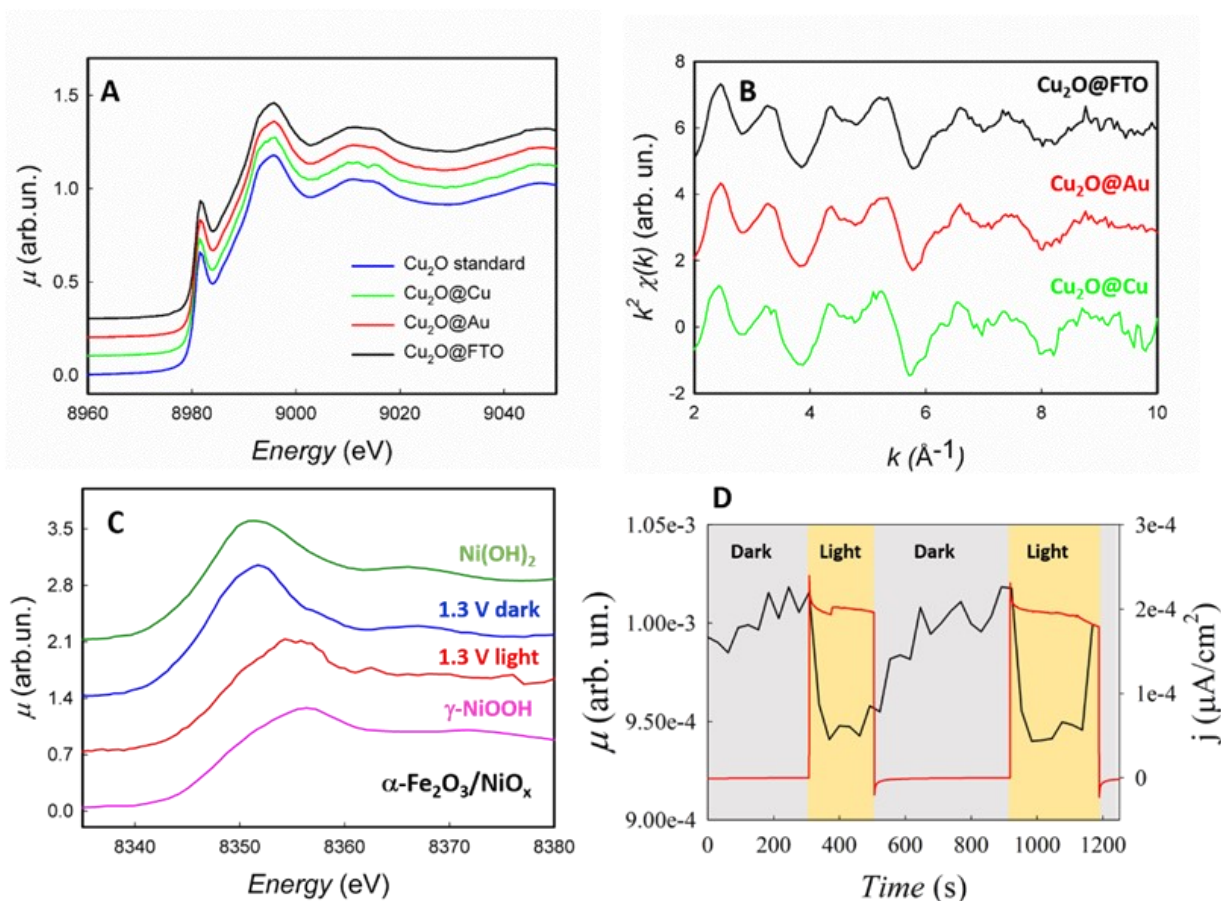 A
1.5
1.0
0.5
0.0
μ (arb.un.)
Cu₂O standard
Cu₂O@Cu
Cu₂O@Au
Cu₂O@FTO
8960 8980 9000 9020 9040
Energy (eV)
B
8
6
4
2
0
-2
k² χ(k) (arb. un.)
Cu₂O@FTO
Cu₂O@Au
Cu₂O@Cu
2 4 6 8 10
k (Å⁻¹)
C
3.5
2.8
2.1
1.4
0.7
0.0
μ (arb.un.)
Ni(OH)₂
1.3 V dark
1.3 V light
γ-NiOOH
α-Fe₂O₃/NiOₓ
8340 8350 8360 8370 8380
Energy (eV)
D
1.05e-3
1.00e-3
9.50e-4
9.00e-4
μ (arb. un.)
Dark Light Dark Light
3e-4
2e-4
1e-4
0
j (μA/cm²)
0 200 400 600 800 1000 1200
Time (s)